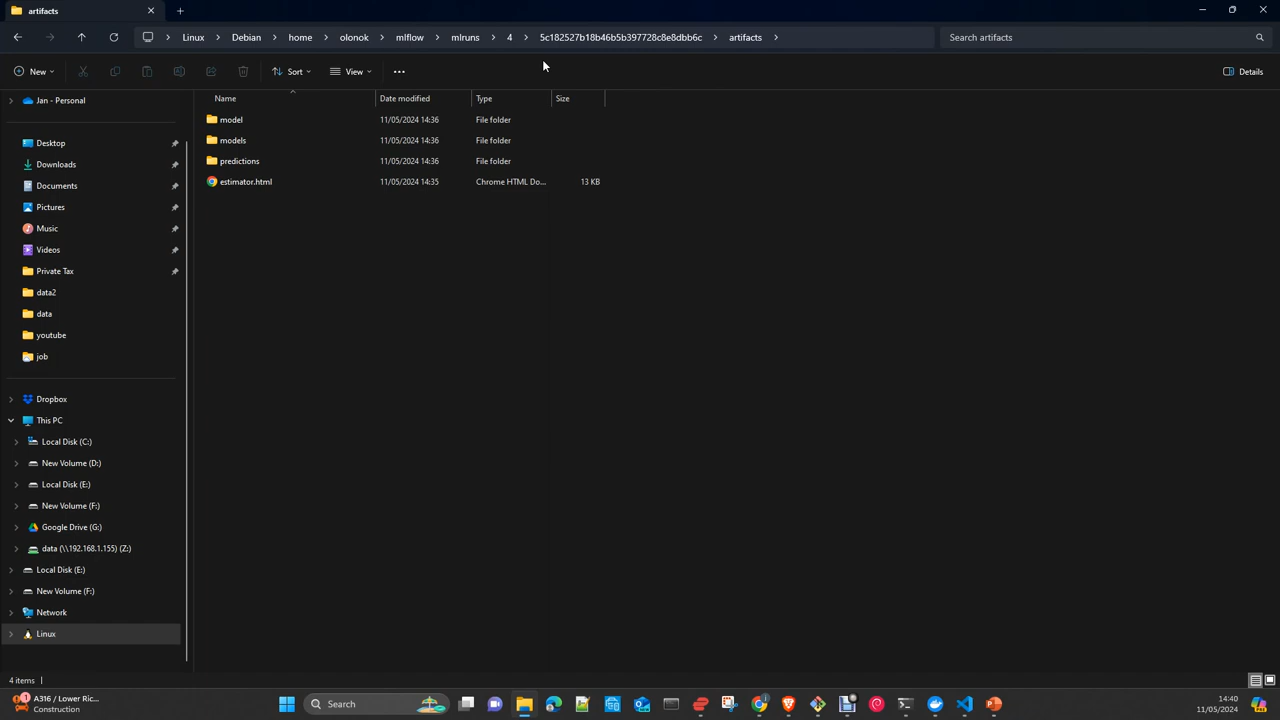 artifacts
Linux > Debian > home > olonok > mlflow > mlruns > 4 > 5c182527b18b46b5b397728c8e8dbb6c > artifacts >
Search artifacts
New
Sort
View
Details
Jan - Personal
Desktop
Downloads
Documents
Pictures
Music
Videos
Private Tax
data2
data
youtube
job
Dropbox
This PC
Local Disk (C:)
New Volume (D:)
Local Disk (E:)
New Volume (F:)
Google Drive (G:)
data (\\192.168.1.155) (Z:)
Local Disk (E:)
New Volume (F:)
Network
Linux
Name Date modified Type Size
model 11/05/2024 14:36 File folder
models 11/05/2024 14:36 File folder
predictions 11/05/2024 14:36 File folder
estimator.html 11/05/2024 14:35 Chrome HTML Do... 13 KB
4 items
1
A316 / Lower Ric...
Construction
Search
14:40
11/05/2024